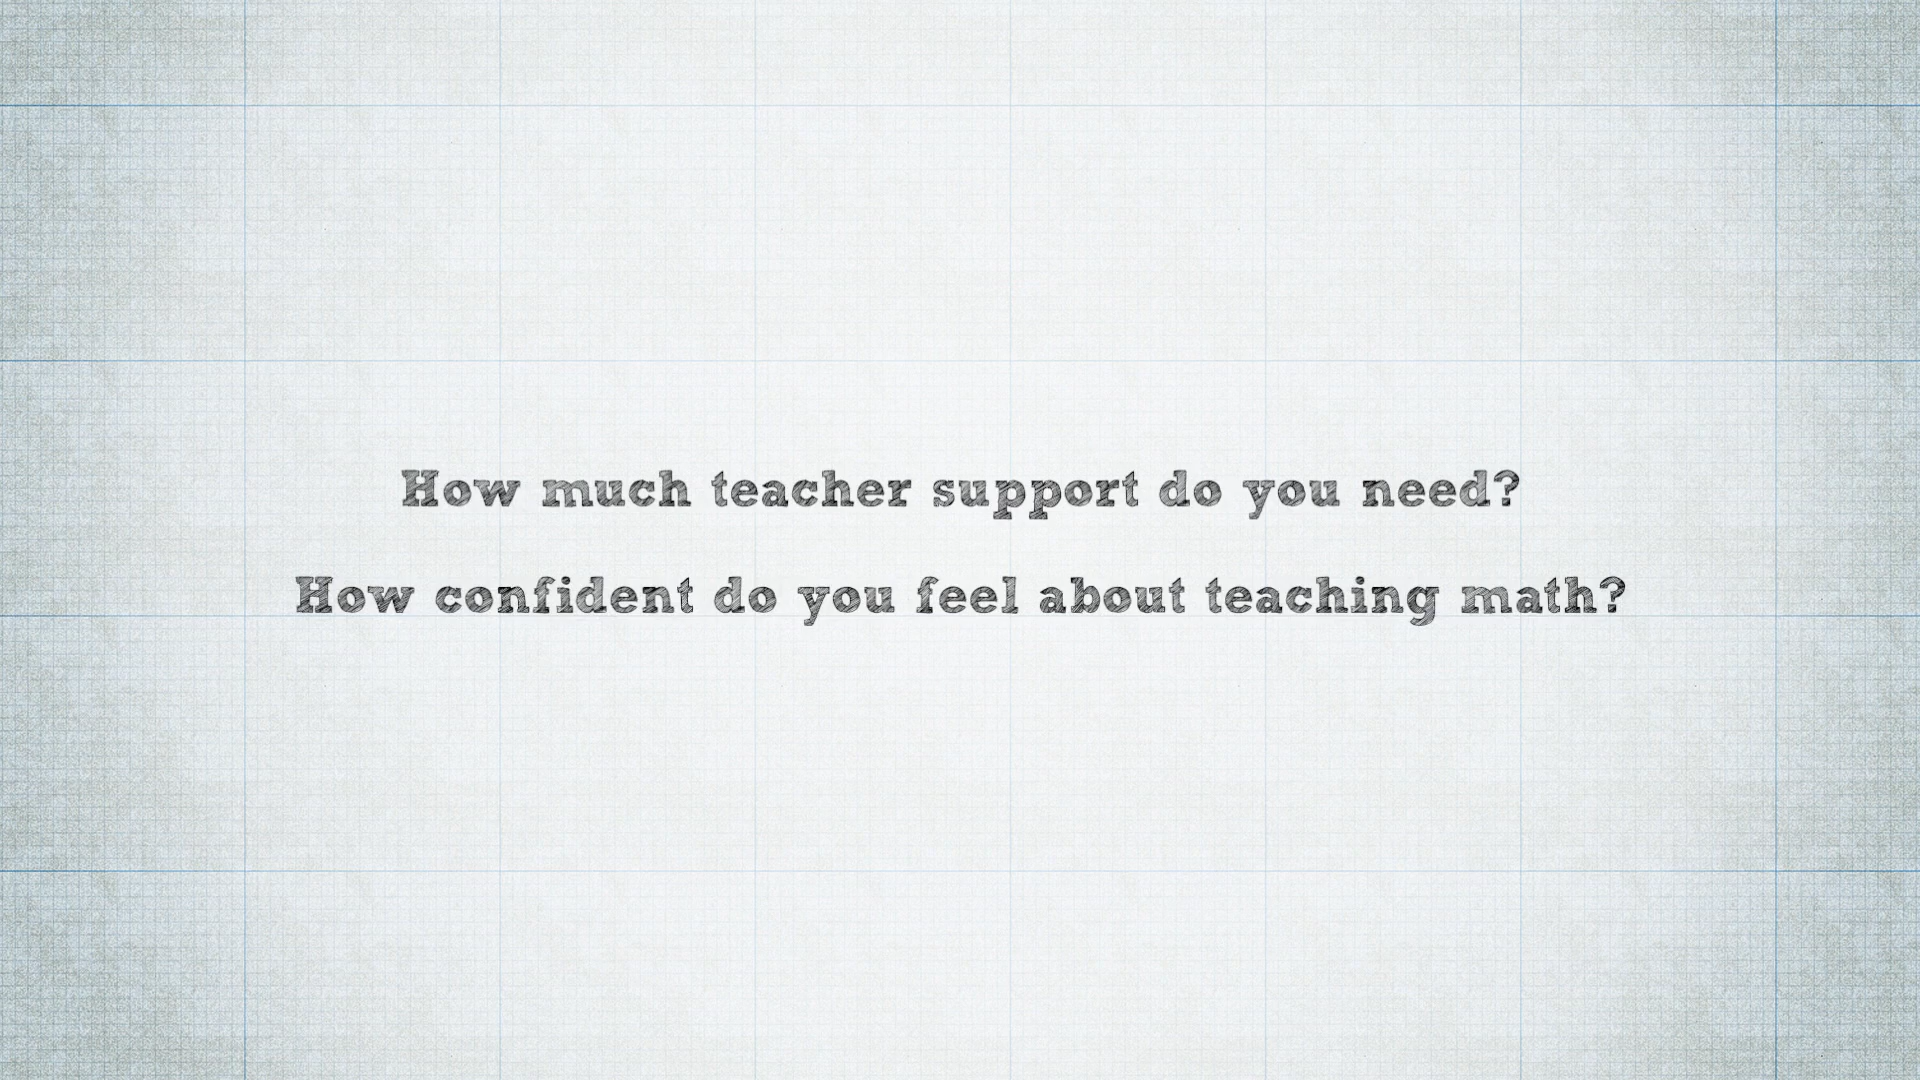 How much teacher support do you need?
How confident do you feel about teaching math?